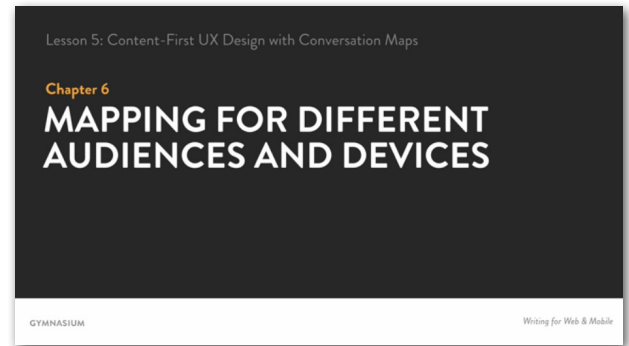 Lesson 5: Content-First UX Design with Conversation Maps
Chapter 6
MAPPING FOR DIFFERENT
AUDIENCES AND DEVICES
GYMNASIUM
Writing for Web & Mobile